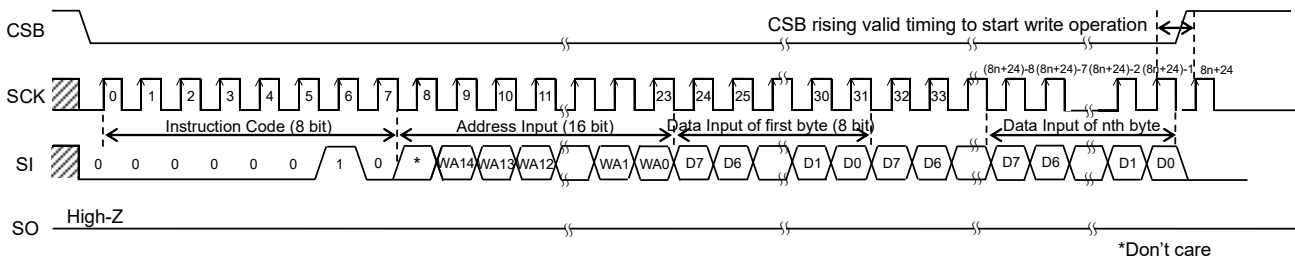 CSB
CSB rising valid timing to start write operation
SCK
0 1 2 3 4 5 6 7 8 9 10 11 23 24 25 30 31 32 33 (8n+24)-8 (8n+24)-7 (8n+24)-2 (8n+24)-1 8n+24
Instruction Code (8 bit) Address Input (16 bit) Data Input of first byte (8 bit) Data Input of nth byte
SI
0 0 0 0 0 0 1 0 * WA14 WA13 WA12 WA1 WA0 D7 D6 D1 D0 D7 D6 D7 D6 D1 D0
High-Z
SO
*Don't care